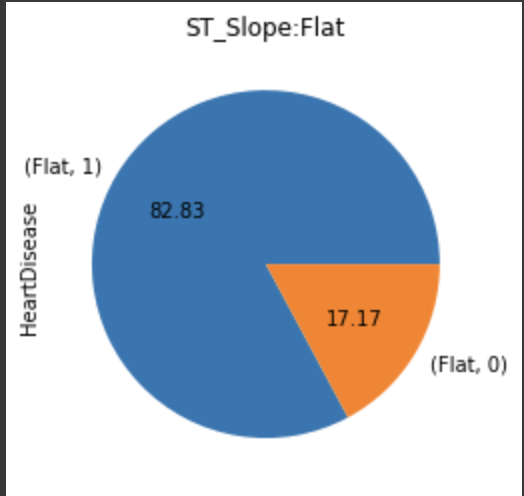 ST_Slope:Flat
(Flat, 1)
82.83
HeartDisease
17.17
(Flat, 0)